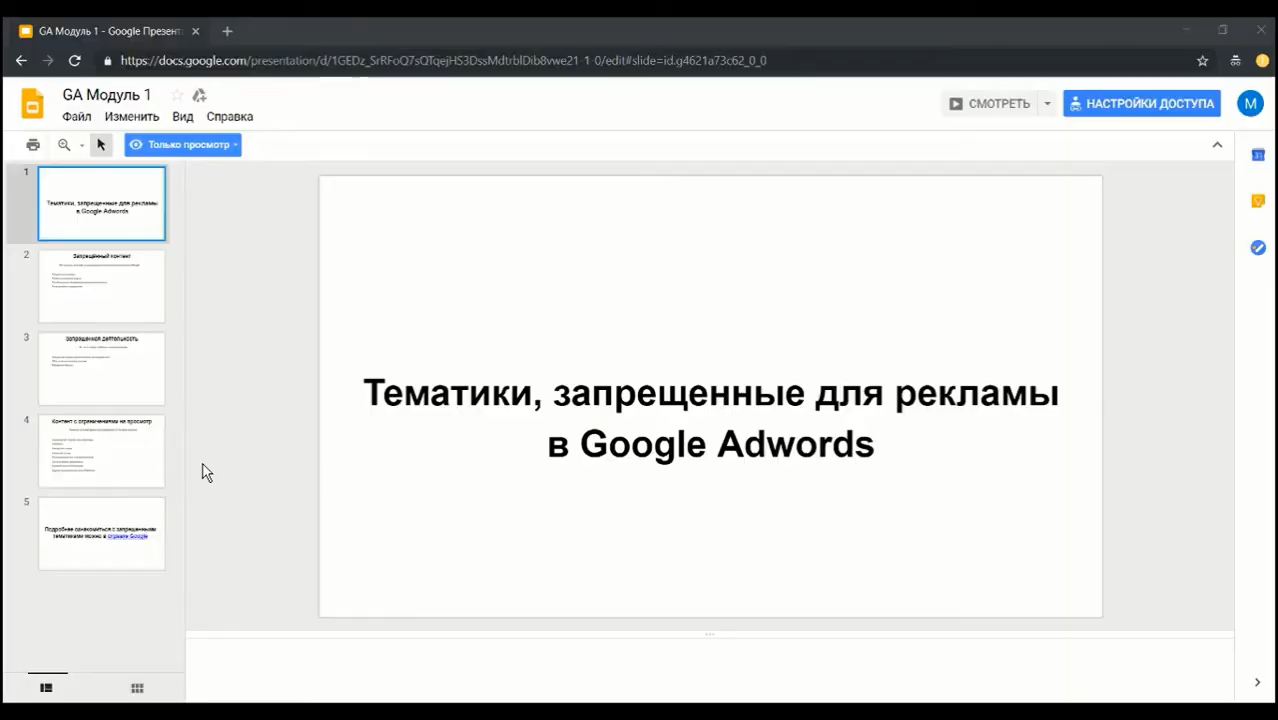 GA Модуль 1 - Google Презент
https://docs.google.com/presentation/d/1GEDz_SrRFoQ7sQTqejHS3DssMdtrblDib8vwe21-1-0/edit#slide=id.g4621a73c62_0_0
GA Модуль 1
Файл Изменить Вид Справка
СМОТРЕТЬ
НАСТРОЙКИ ДОСТУПА
M
Только просмотр
1
Тематики, запрещенные для рекламы
в Google Adwords
2
Запрещённый контент
3
Запрещенная деятельность
4
Контент с ограничениями на просмотр
5
Подробнее ознакомиться с запрещенными
тематиками можно в справке Google
Тематики, запрещенные для рекламы
в Google Adwords
31